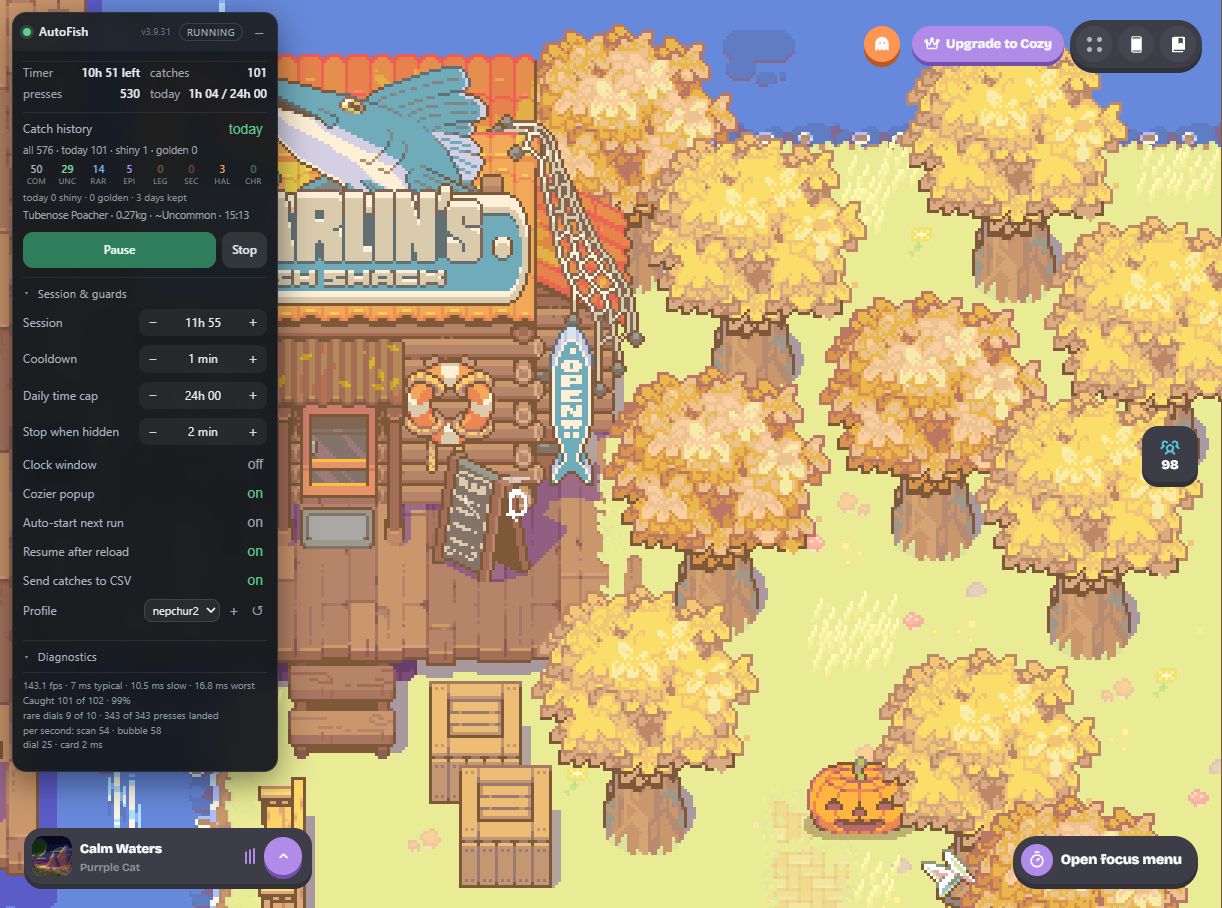 AutoFish v3.9.31 RUNNING –
Timer 10h 51 left catches 101
presses 530 today 1h 04 / 24h 00
Catch history today
all 576 · today 101 · shiny 1 · golden 0
50 29 14 5 0 0 3 0
COM UNC RAR EPI LEG SEC HAL CHR
today 0 shiny · 0 golden · 3 days kept
Tubenose Poacher · 0.27kg · ~Uncommon · 15:13
Pause Stop
Session & guards
Session − 11h 55 +
Cooldown − 1 min +
Daily time cap − 24h 00 +
Stop when hidden − 2 min +
Clock window off
Cozier popup on
Auto-start next run on
Resume after reload on
Send catches to CSV on
Profile nepchur2 + ↺
Diagnostics
143.1 fps · 7 ms typical · 10.5 ms slow · 16.8 ms worst
Caught 101 of 102 · 99%
rare dials 9 of 10 · 343 of 343 presses landed
per second: scan 54 · bubble 58
dial 25 · card 2 ms
Calm Waters
Purrple Cat
RLIN'S
SHACK
OPEN!
Upgrade to Cozy
98
Open focus menu